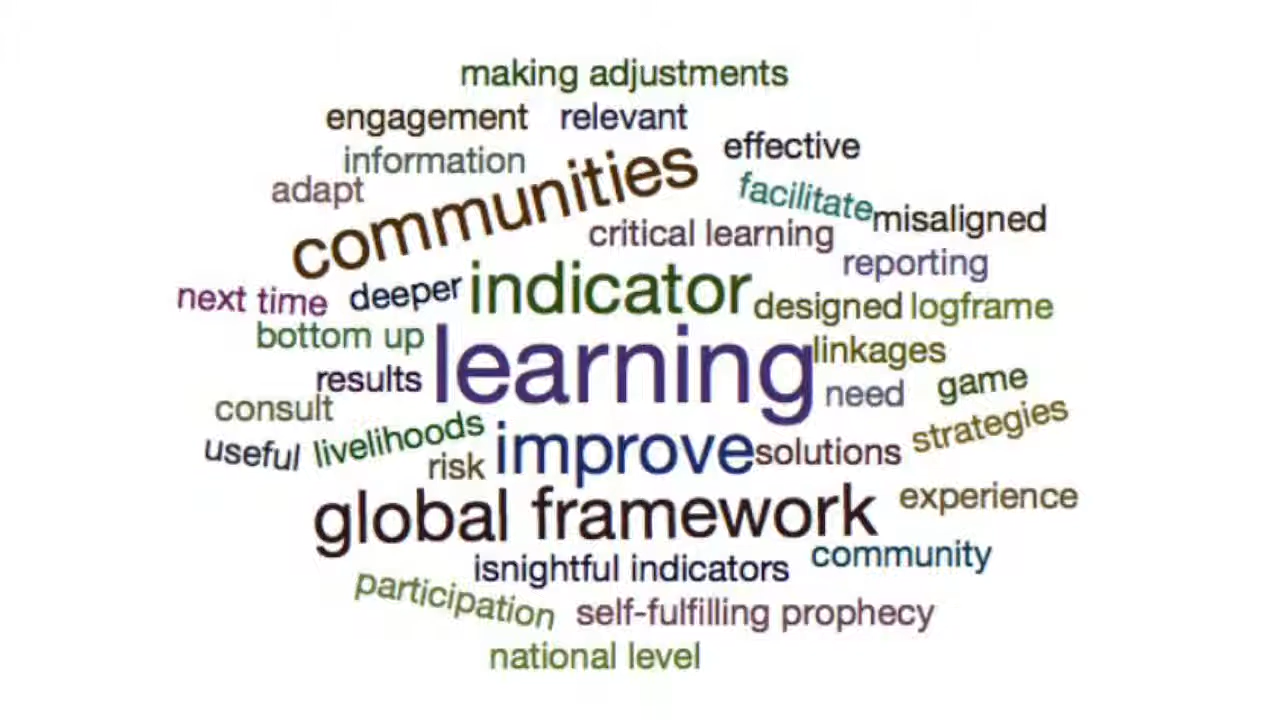 making adjustments
engagement relevant
effective
information
communities
adapt
facilitate
misaligned
critical learning
reporting
next time
deeper
indicator
designed
logframe
bottom up
learning
linkages
results
need
game
consult
useful
livelihoods
risk
improve
solutions
strategies
global framework
experience
isnightful indicators
community
participation
self-fulfilling prophecy
national level